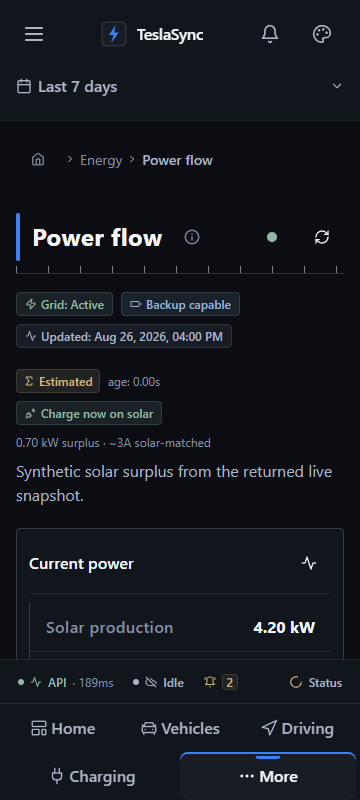 TeslaSync
Last 7 days
Energy Power flow
Power flow
Grid: Active Backup capable
Updated: Aug 26, 2026, 04:00 PM
Estimated age: 0.00s
Charge now on solar
0.70 kW surplus · ~3A solar-matched
Synthetic solar surplus from the returned live
snapshot.
Current power
Solar production 4.20 kW
API · 189ms Idle 2 Status
Home Vehicles Driving
Charging More